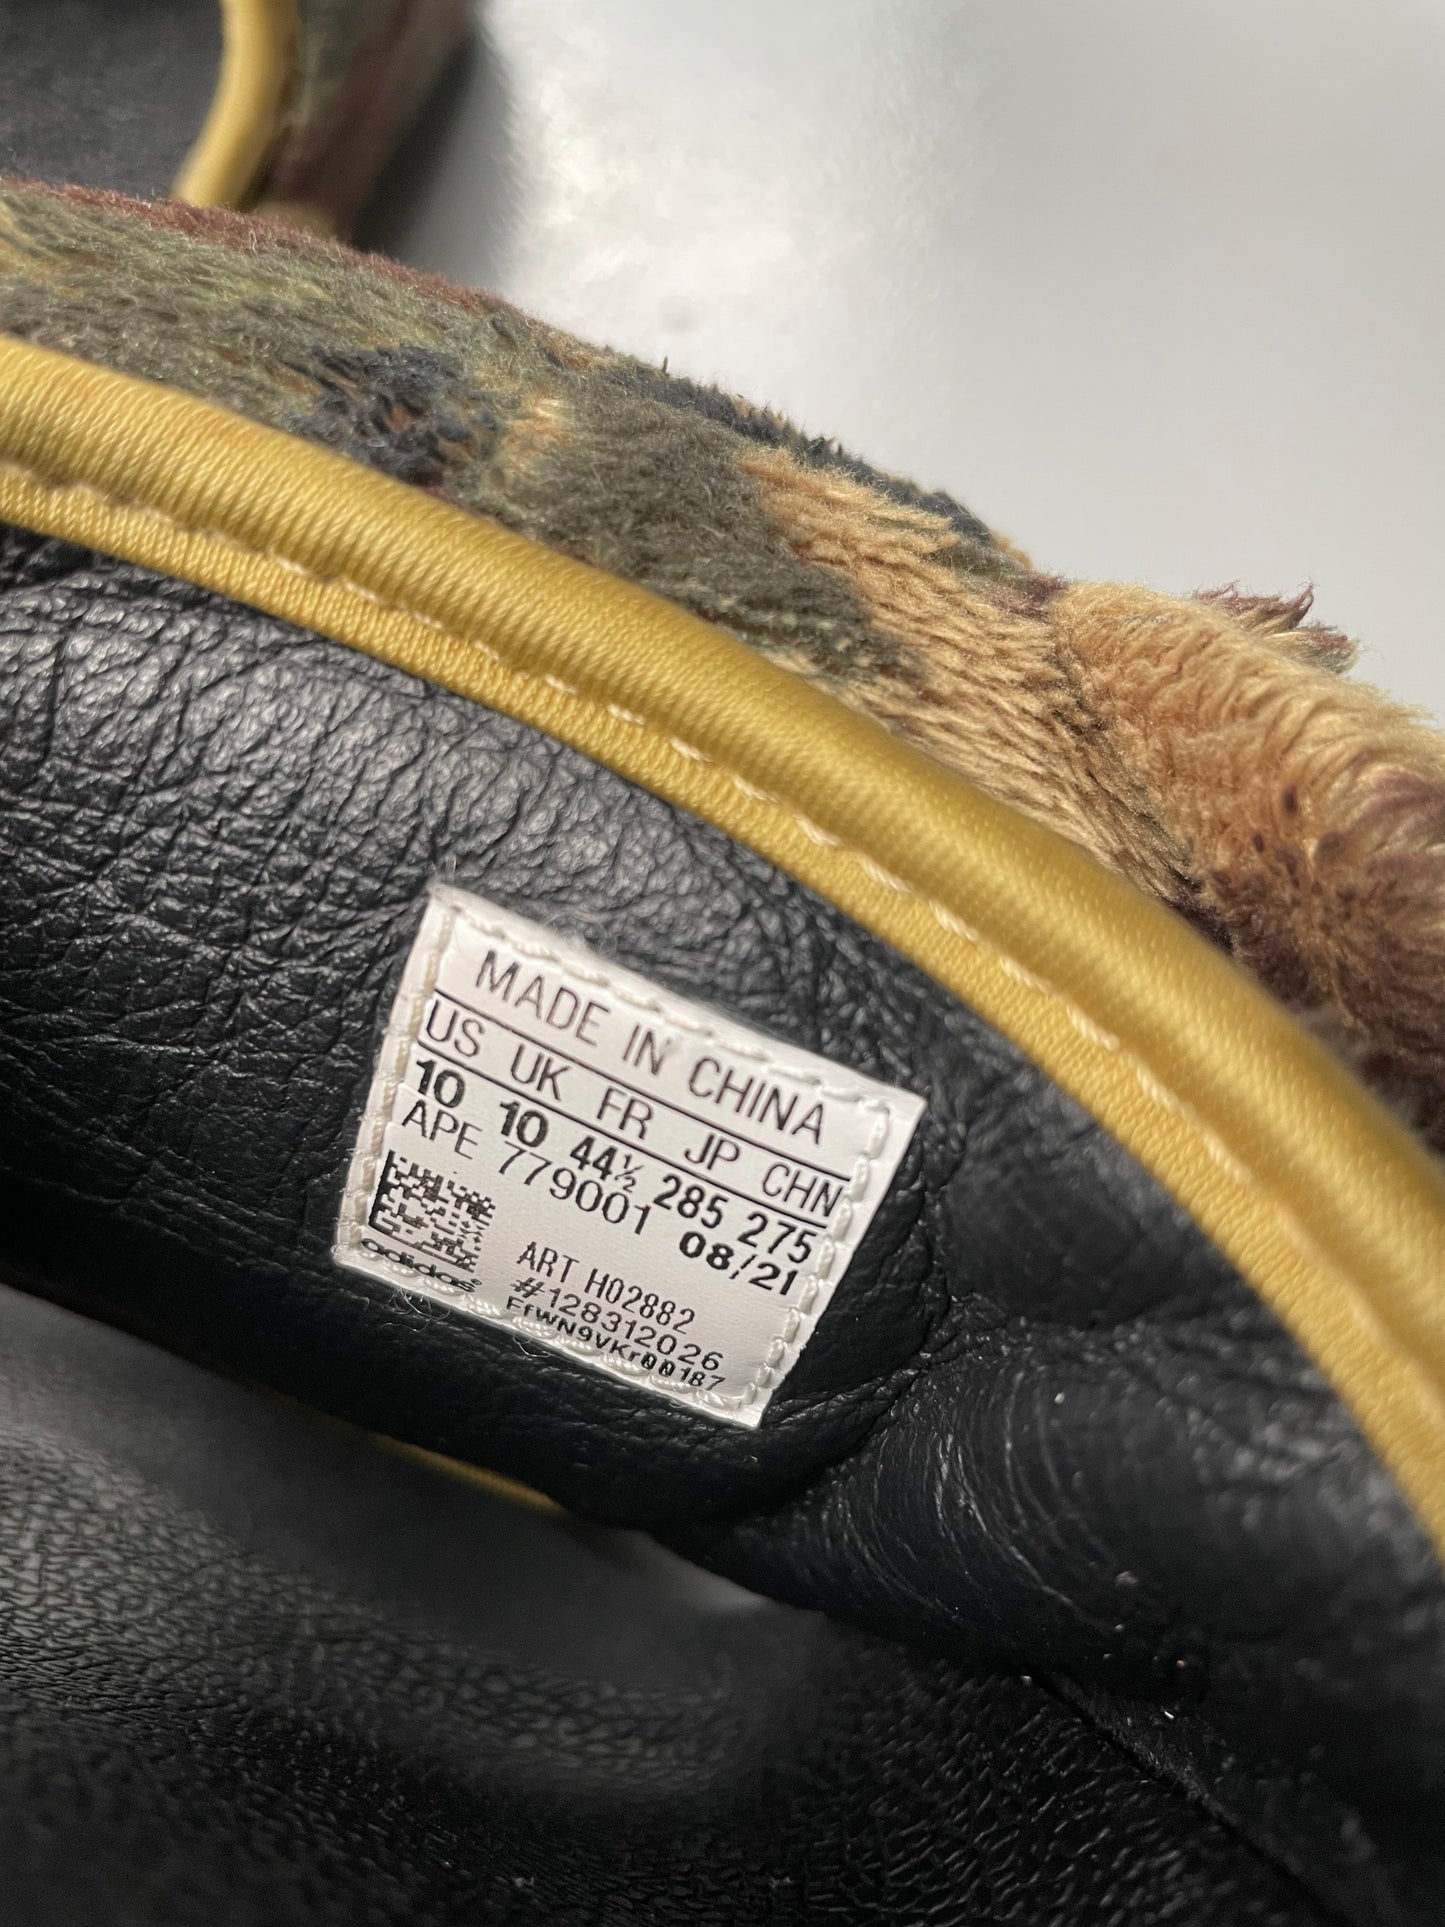 MADE IN CHINA
US UK FR JP CHN
10 10 44½ 285 275
APE 779001 08/21
ART H02882
#128312026
adidas
FfWN9VKr00187